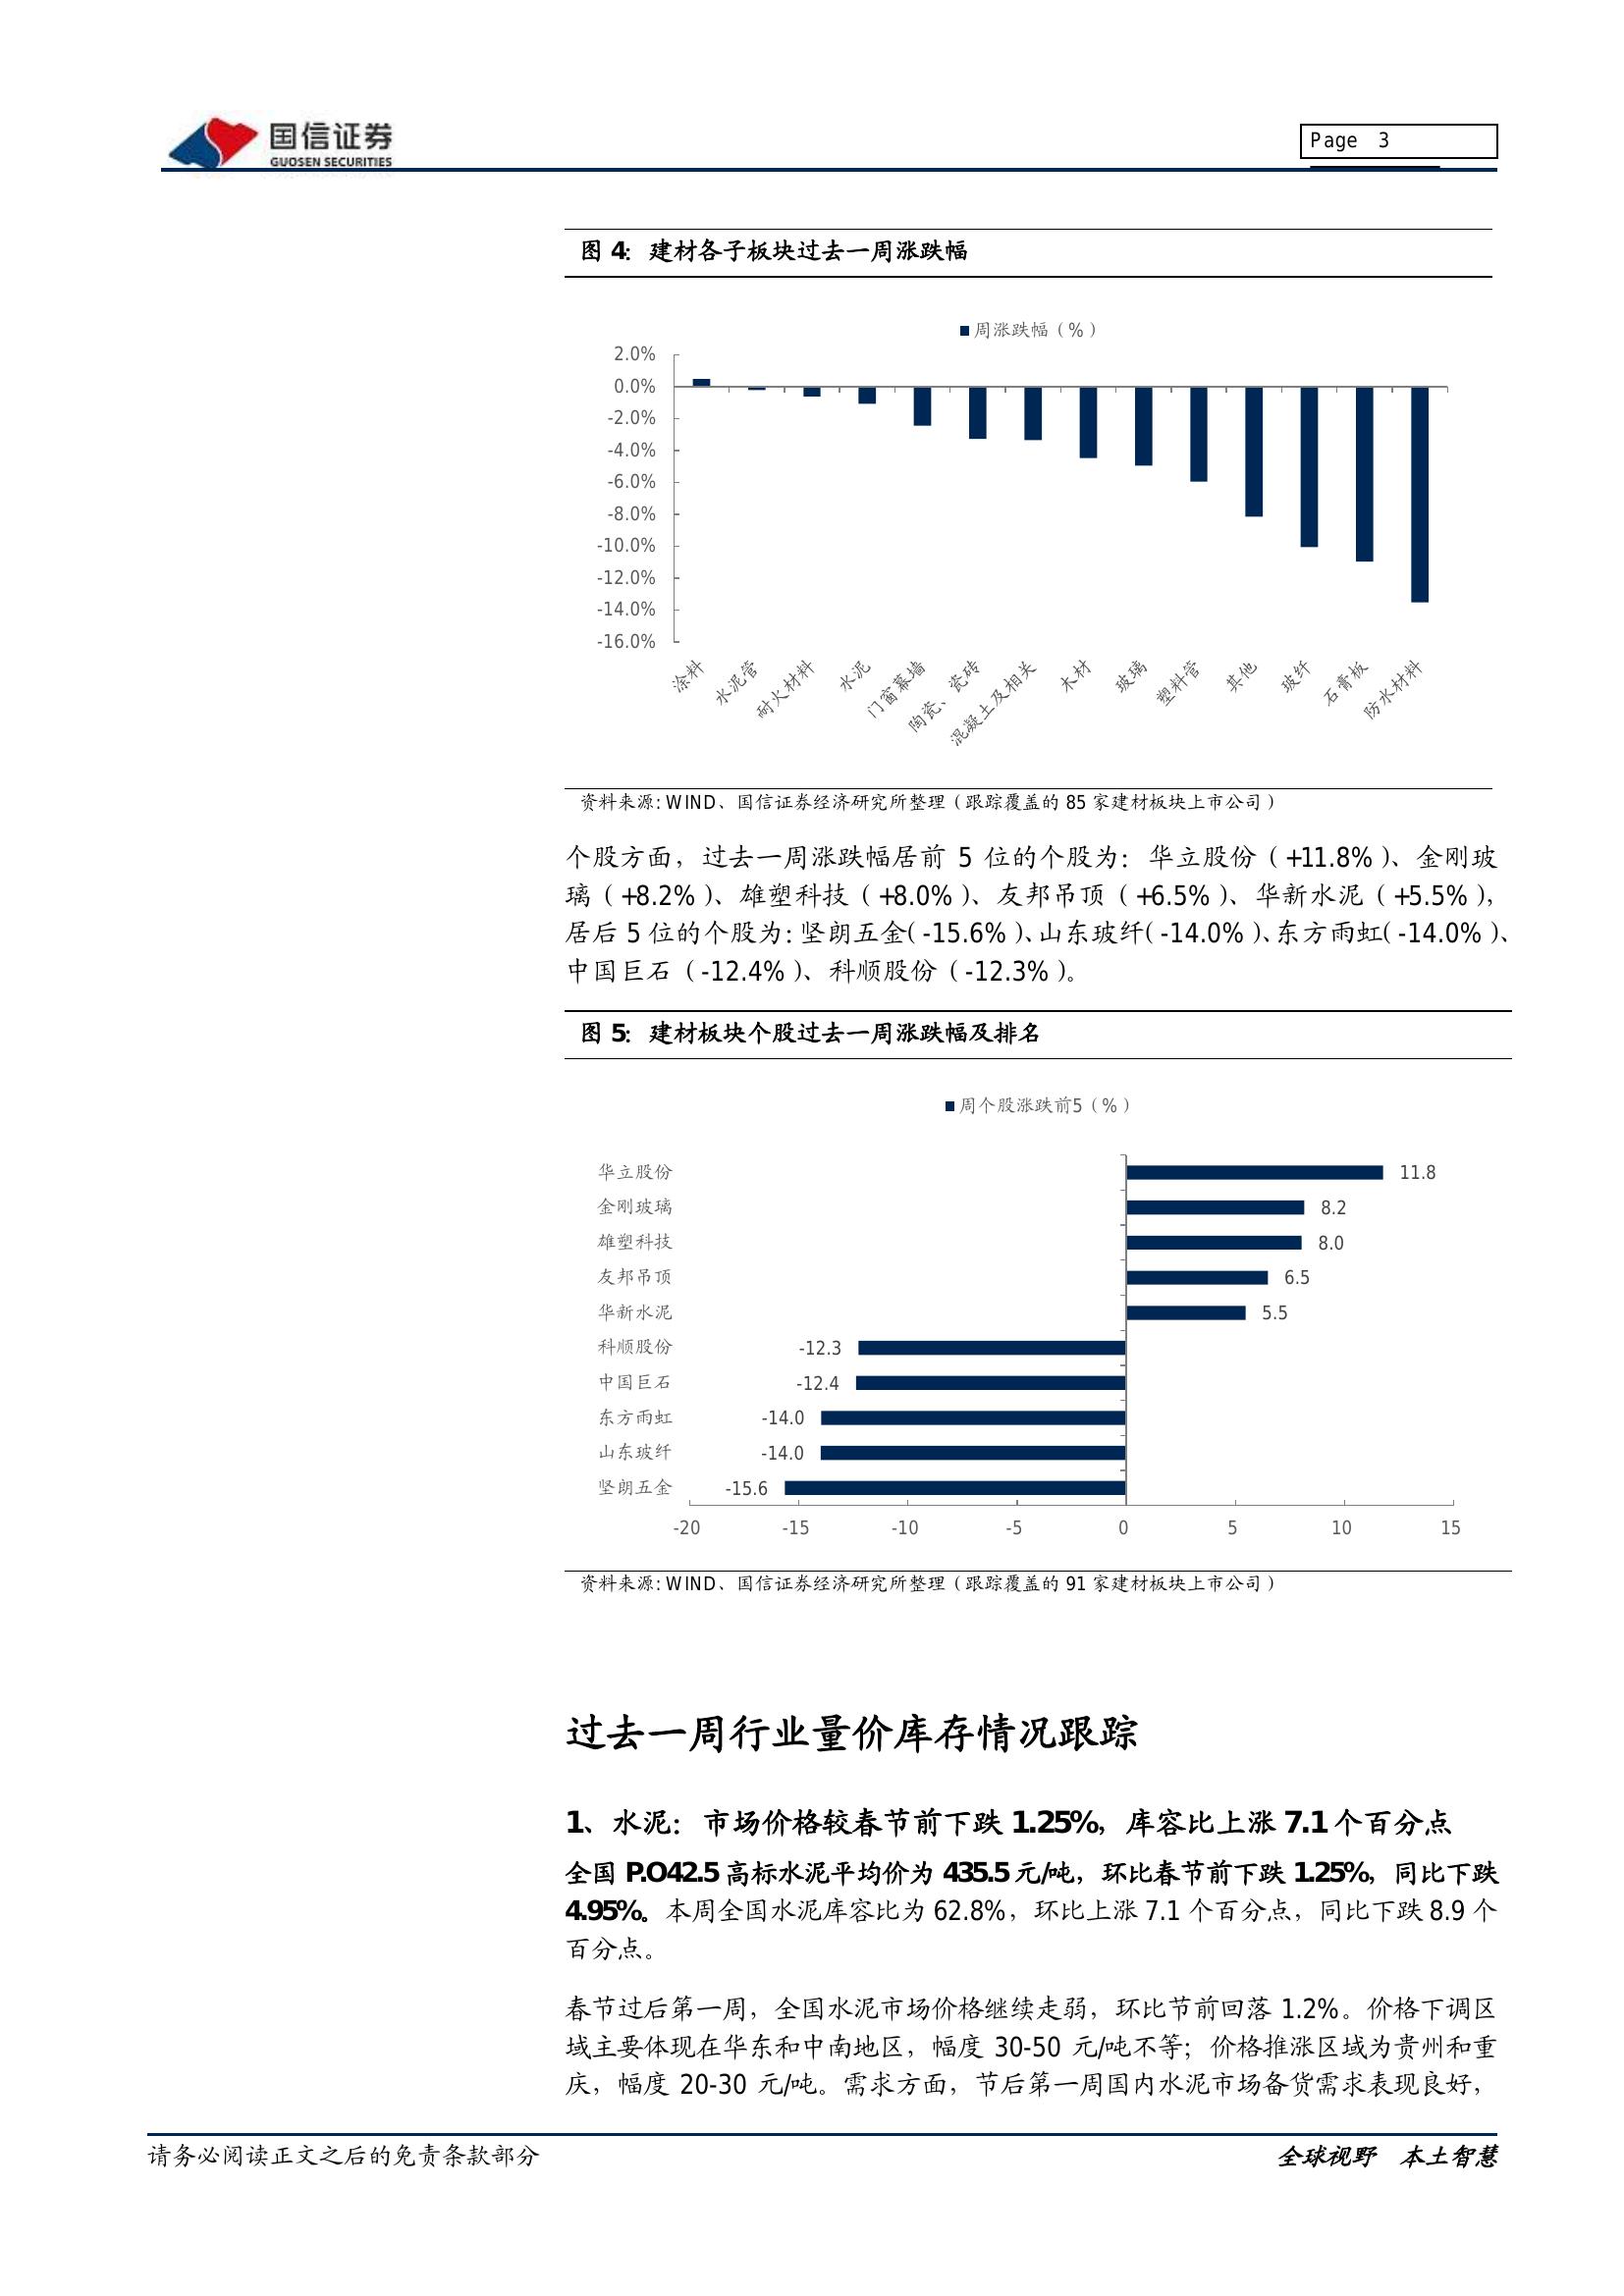 国信证券
GUOSEN SECURITIES
Page 3
图 4：建材各子板块过去一周涨跌幅
周涨跌幅（%）
2.0%
0.0%
-2.0%
-4.0%
-6.0%
-8.0%
-10.0%
-12.0%
-14.0%
-16.0%
涂料
水泥管
耐火材料
水泥
门窗幕墙
陶瓷、瓷砖
混凝土及相关
木材
玻璃
塑料管
其他
玻纤
石膏板
防水材料
资料来源：WIND、国信证券经济研究所整理（跟踪覆盖的 85 家建材板块上市公司）
个股方面，过去一周涨跌幅居前 5 位的个股为：华立股份（+11.8%）、金刚玻
璃（+8.2%）、雄塑科技（+8.0%）、友邦吊顶（+6.5%）、华新水泥（+5.5%），
居后 5 位的个股为：坚朗五金（-15.6%）、山东玻纤（-14.0%）、东方雨虹（-14.0%）、
中国巨石（-12.4%）、科顺股份（-12.3%）。
图 5：建材板块个股过去一周涨跌幅及排名
周个股涨跌前5（%）
华立股份 11.8
金刚玻璃 8.2
雄塑科技 8.0
友邦吊顶 6.5
华新水泥 5.5
科顺股份 -12.3
中国巨石 -12.4
东方雨虹 -14.0
山东玻纤 -14.0
坚朗五金 -15.6
-20 -15 -10 -5 0 5 10 15
资料来源：WIND、国信证券经济研究所整理（跟踪覆盖的 91 家建材板块上市公司）
过去一周行业量价库存情况跟踪
1、水泥：市场价格较春节前下跌 1.25%，库容比上涨 7.1 个百分点
全国 P.O42.5 高标水泥平均价为 435.5 元/吨，环比春节前下跌 1.25%，同比下跌
4.95%。本周全国水泥库容比为 62.8%，环比上涨 7.1 个百分点，同比下跌 8.9 个
百分点。
春节过后第一周，全国水泥市场价格继续走弱，环比节前回落 1.2%。价格下调区
域主要体现在华东和中南地区，幅度 30-50 元/吨不等；价格推涨区域为贵州和重
庆，幅度 20-30 元/吨。需求方面，节后第一周国内水泥市场备货需求表现良好，
请务必阅读正文之后的免责条款部分
全球视野 本土智慧